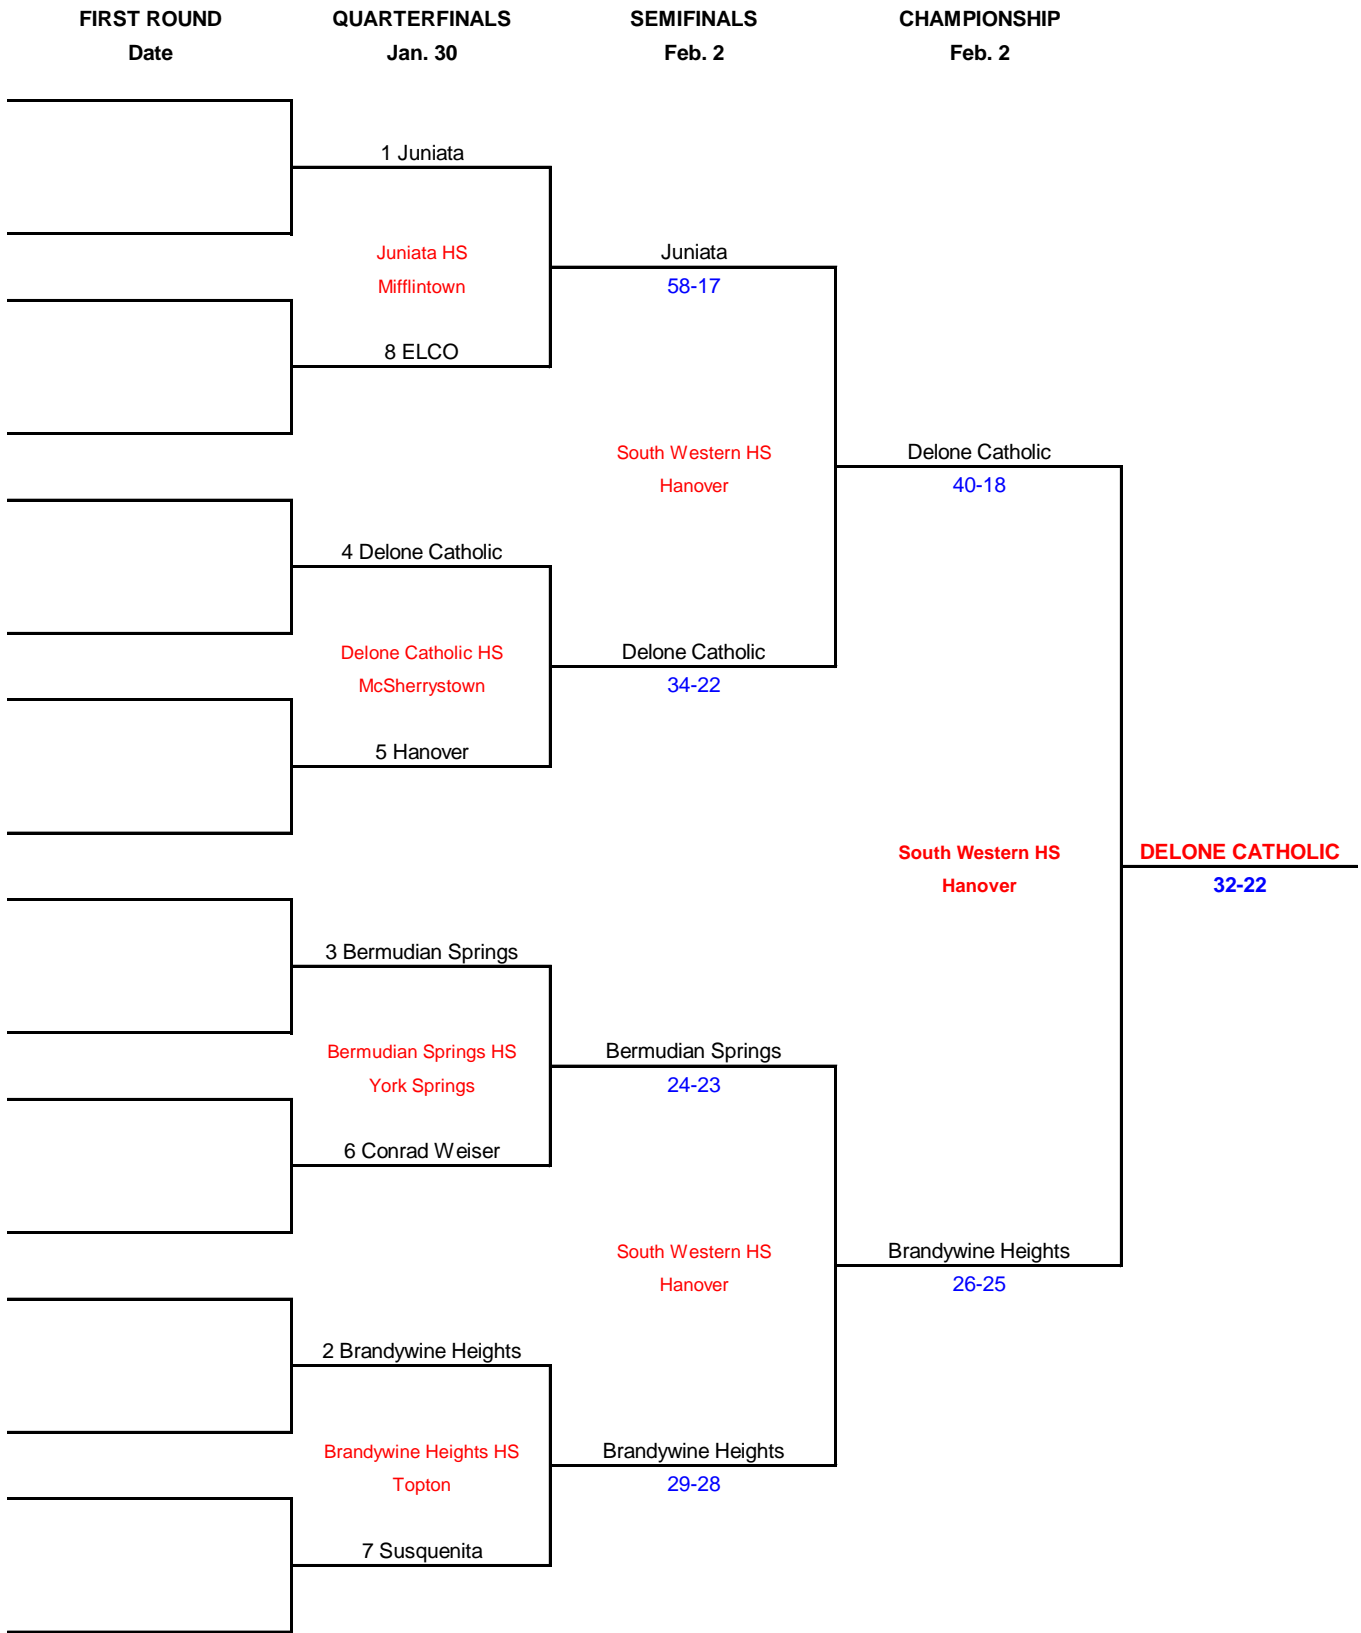 FIRST ROUND QUARTERFINALS SEMIFINALS CHAMPIONSHIP
Date Jan. 30 Feb. 2 Feb. 2
1 Juniata
Juniata HS Juniata
Mifflintown 58-17
8 ELCO
South Western HS Delone Catholic
Hanover 40-18
4 Delone Catholic
Delone Catholic HS Delone Catholic
McSherrystown 34-22
5 Hanover
South Western HS DELONE CATHOLIC
Hanover 32-22
3 Bermudian Springs
Bermudian Springs HS Bermudian Springs
York Springs 24-23
6 Conrad Weiser
South Western HS Brandywine Heights
Hanover 26-25
2 Brandywine Heights
Brandywine Heights HS Brandywine Heights
Topton 29-28
7 Susquenita